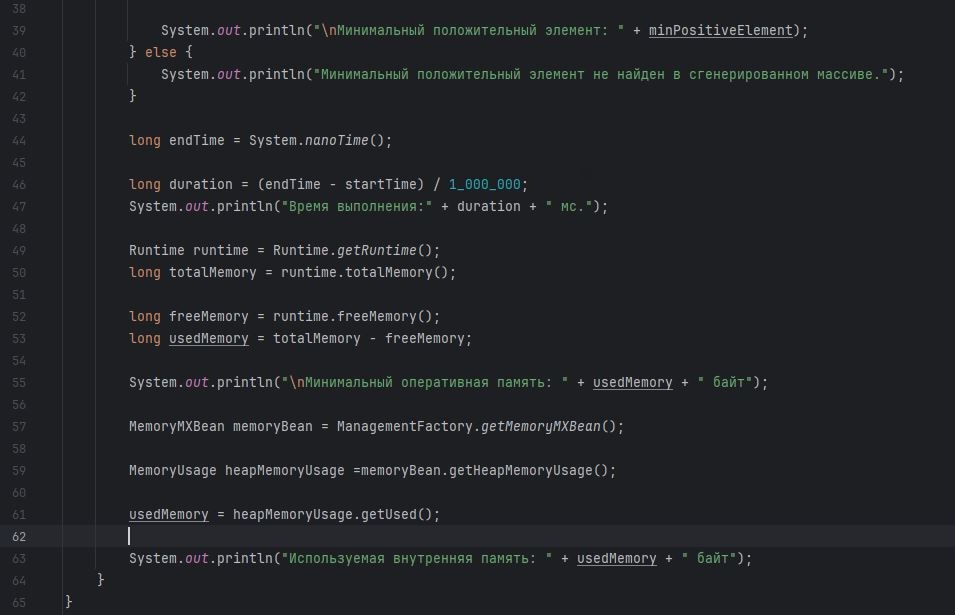 38
39 System.out.println("\nМинимальный положительный элемент: " + minPositiveElement);
40 } else {
41 System.out.println("Минимальный положительный элемент не найден в сгенерированном массиве.");
42 }
43
44 long endTime = System.nanoTime();
45
46 long duration = (endTime - startTime) / 1_000_000;
47 System.out.println("Время выполнения:" + duration + " мс.");
48
49 Runtime runtime = Runtime.getRuntime();
50 long totalMemory = runtime.totalMemory();
51
52 long freeMemory = runtime.freeMemory();
53 long usedMemory = totalMemory - freeMemory;
54
55 System.out.println("\nМинимальный оперативная память: " + usedMemory + " байт");
56
57 MemoryMXBean memoryBean = ManagementFactory.getMemoryMXBean();
58
59 MemoryUsage heapMemoryUsage =memoryBean.getHeapMemoryUsage();
60
61 usedMemory = heapMemoryUsage.getUsed();
62
63 System.out.println("Используемая внутренняя память: " + usedMemory + " байт");
64 }
65 }